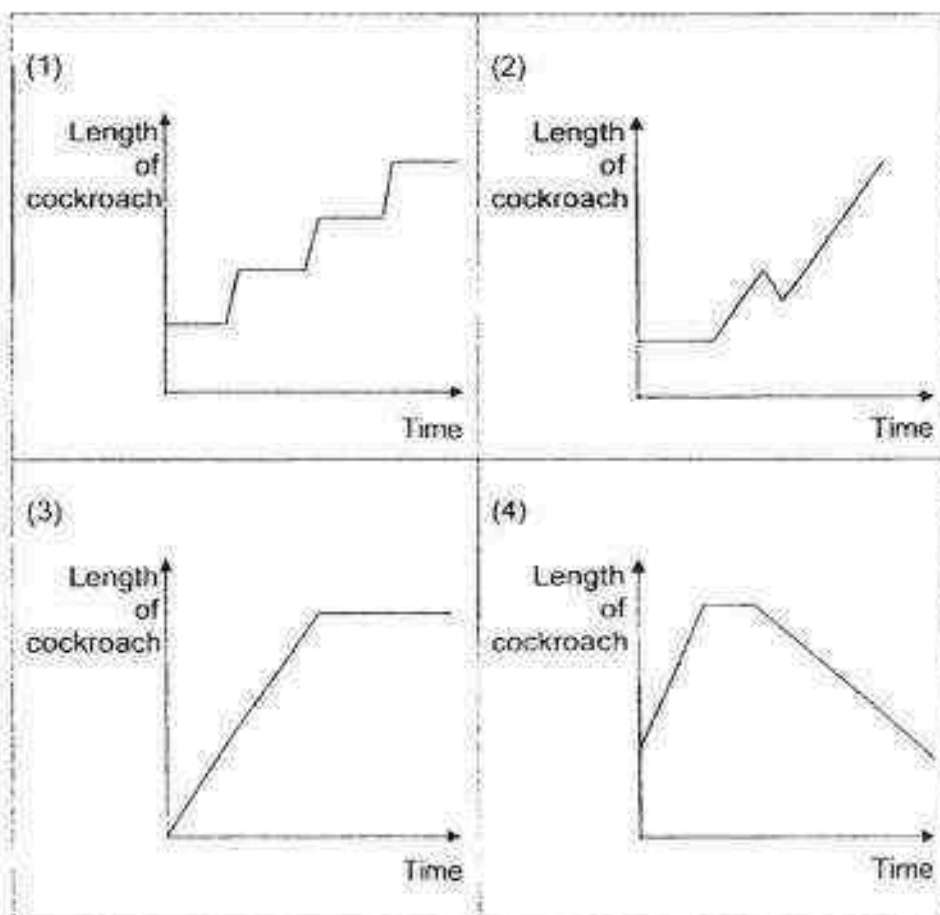 (1)
Length
of
cockroach
Time
(2)
Length
of
cockroach
Time
(3)
Length
of
cockroach
Time
(4)
Length
of
cockroach
Time